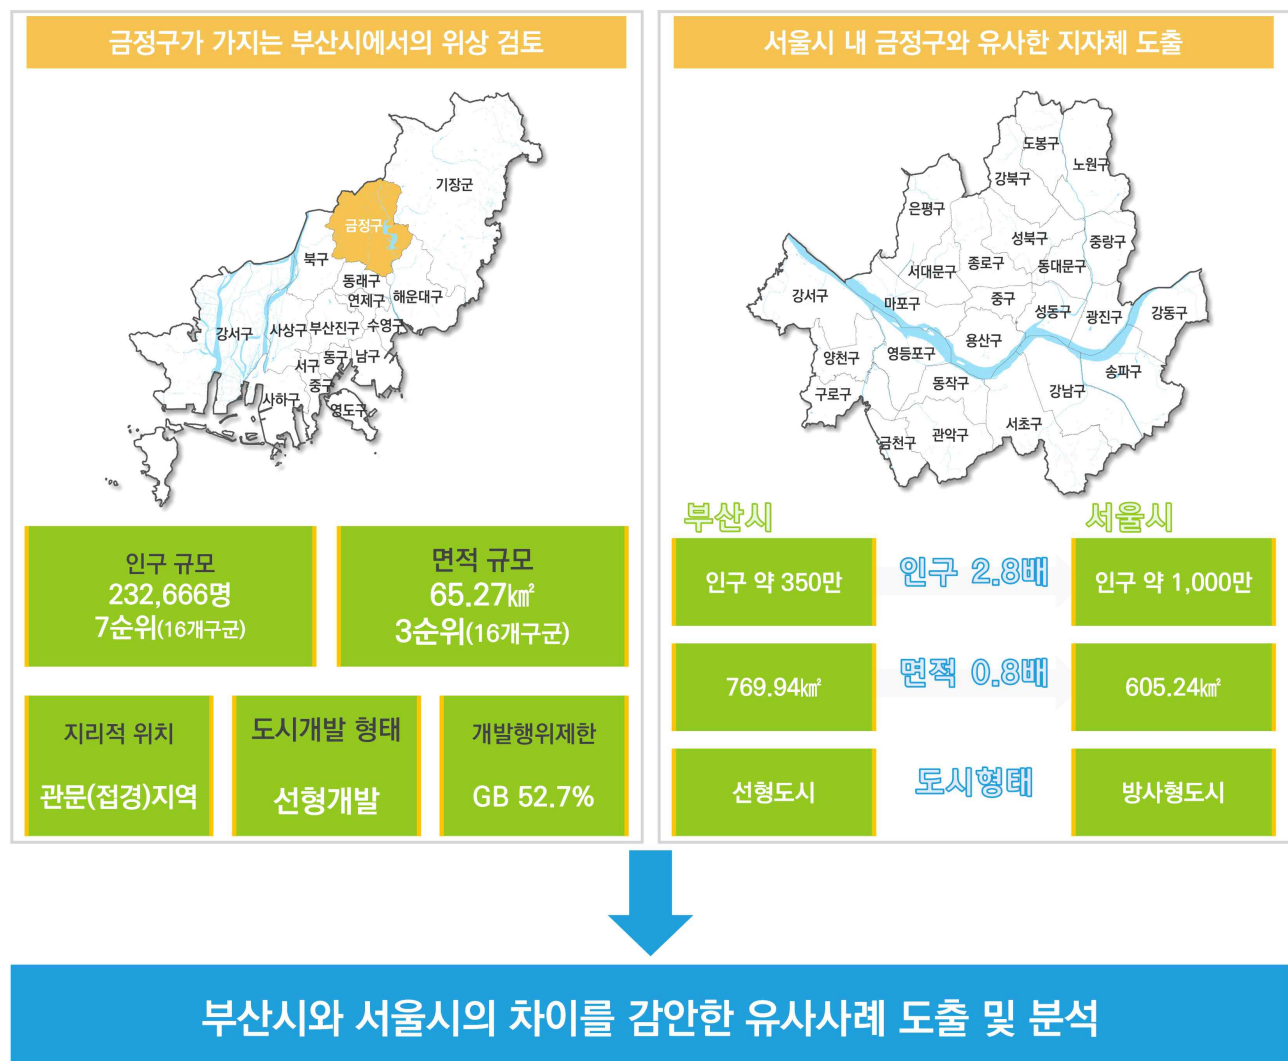 금정구가 가지는 부산시에서의 위상 검토
기장군
금정구
북구
동래구
연제구
해운대구
강서구
사상구
부산진구
수영구
서구
동구
남구
중구
사하구
영도구
인구 규모
232,666명
7순위(16개구군)
면적 규모
65.27㎢
3순위(16개구군)
지리적 위치
관문(접경)지역
도시개발 형태
선형개발
개발행위제한
GB 52.7%
서울시 내 금정구와 유사한 지자체 도출
도봉구
노원구
강북구
은평구
성북구
중랑구
서대문구
종로구
동대문구
강서구
마포구
중구
성동구
광진구
강동구
양천구
영등포구
용산구
구로구
동작구
강남구
송파구
금천구
관악구
서초구
부산시
서울시
인구 약 350만
인구 2.8배
인구 약 1,000만
769.94㎢
면적 0.8배
605.24㎢
선형도시
도시형태
방사형도시
부산시와 서울시의 차이를 감안한 유사사례 도출 및 분석